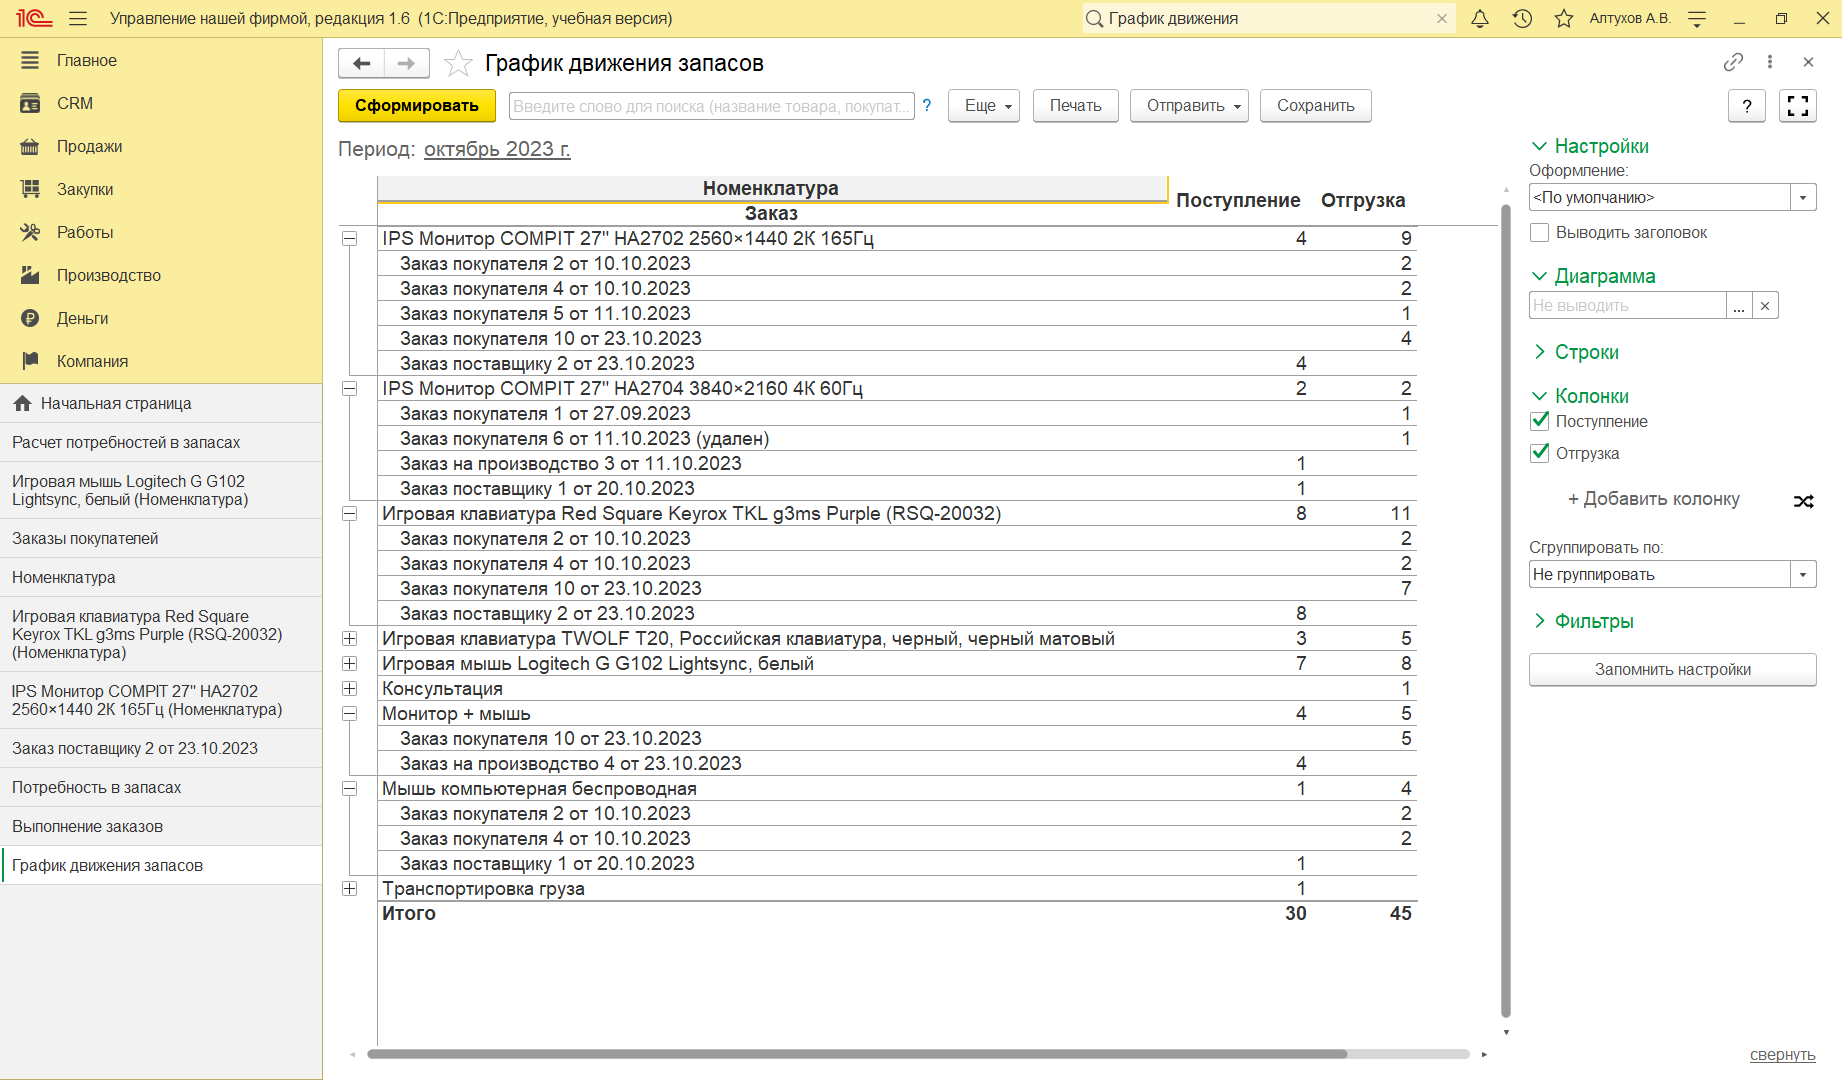 1С Управление нашей фирмой, редакция 1.6 (1С:Предприятие, учебная версия) График движения Алтухов А.В.
Главное
CRM
Продажи
Закупки
Работы
Производство
Деньги
Компания
Начальная страница
Расчет потребностей в запасах
Игровая мышь Logitech G G102
Lightsync, белый (Номенклатура)
Заказы покупателей
Номенклатура
Игровая клавиатура Red Square
Keyrox TKL g3ms Purple (RSQ-20032)
(Номенклатура)
IPS Монитор COMPIT 27" HA2702
2560×1440 2К 165Гц (Номенклатура)
Заказ поставщику 2 от 23.10.2023
Потребность в запасах
Выполнение заказов
График движения запасов
График движения запасов
Сформировать Введите слово для поиска (название товара, покупат... ? Еще Печать Отправить Сохранить ?
Период: октябрь 2023 г.
Номенклатура Поступление Отгрузка
Заказ
IPS Монитор COMPIT 27" HA2702 2560×1440 2К 165Гц 4 9
Заказ покупателя 2 от 10.10.2023 2
Заказ покупателя 4 от 10.10.2023 2
Заказ покупателя 5 от 11.10.2023 1
Заказ покупателя 10 от 23.10.2023 4
Заказ поставщику 2 от 23.10.2023 4
IPS Монитор COMPIT 27" HA2704 3840×2160 4К 60Гц 2 2
Заказ покупателя 1 от 27.09.2023 1
Заказ покупателя 6 от 11.10.2023 (удален) 1
Заказ на производство 3 от 11.10.2023 1
Заказ поставщику 1 от 20.10.2023 1
Игровая клавиатура Red Square Keyrox TKL g3ms Purple (RSQ-20032) 8 11
Заказ покупателя 2 от 10.10.2023 2
Заказ покупателя 4 от 10.10.2023 2
Заказ покупателя 10 от 23.10.2023 7
Заказ поставщику 2 от 23.10.2023 8
Игровая клавиатура TWOLF T20, Российская клавиатура, черный, черный матовый 3 5
Игровая мышь Logitech G G102 Lightsync, белый 7 8
Консультация 1
Монитор + мышь 4 5
Заказ покупателя 10 от 23.10.2023 5
Заказ на производство 4 от 23.10.2023 4
Мышь компьютерная беспроводная 1 4
Заказ покупателя 2 от 10.10.2023 2
Заказ покупателя 4 от 10.10.2023 2
Заказ поставщику 1 от 20.10.2023 1
Транспортировка груза 1
Итого 30 45
Настройки
Оформление:
<По умолчанию>
Выводить заголовок
Диаграмма
Не выводить ...
Строки
Колонки
Поступление
Отгрузка
+ Добавить колонку
Сгруппировать по:
Не группировать
Фильтры
Запомнить настройки
свернуть